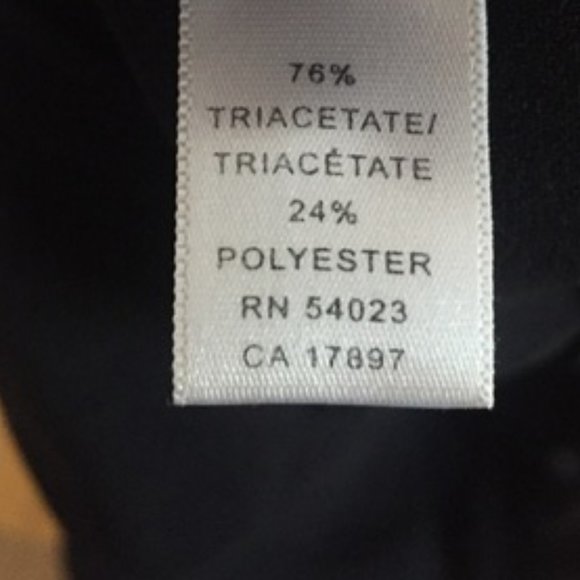 76%
TRIACETATE/
TRIACÉTATE
24%
POLYESTER
RN 54023
CA 17897